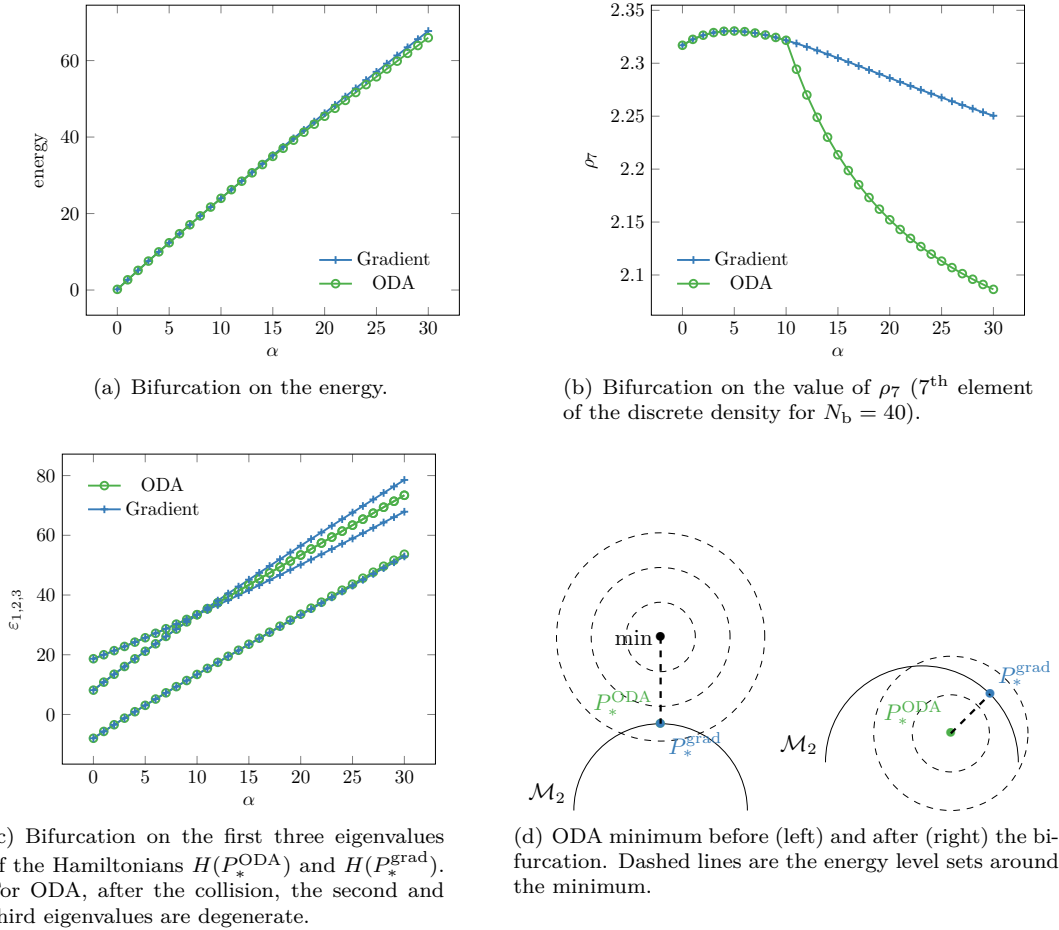 60
40
20
0
energy
Gradient
ODA
0 5 10 15 20 25 30
α
(a) Bifurcation on the energy.
2.35
2.3
2.25
2.2
2.15
2.1
ρ7
Gradient
ODA
0 5 10 15 20 25 30
α
(b) Bifurcation on the value of ρ7 (7th element
of the discrete density for Nb = 40).
80
60
40
20
0
ε1,2,3
ODA
Gradient
0 5 10 15 20 25 30
α
c) Bifurcation on the first three eigenvalues
f the Hamiltonians H(P*ODA) and H(P*grad).
or ODA, after the collision, the second and
hird eigenvalues are degenerate.
min
P*ODA
P*grad
M2
P*grad
P*ODA
M2
(d) ODA minimum before (left) and after (right) the bi-
furcation. Dashed lines are the energy level sets around
the minimum.